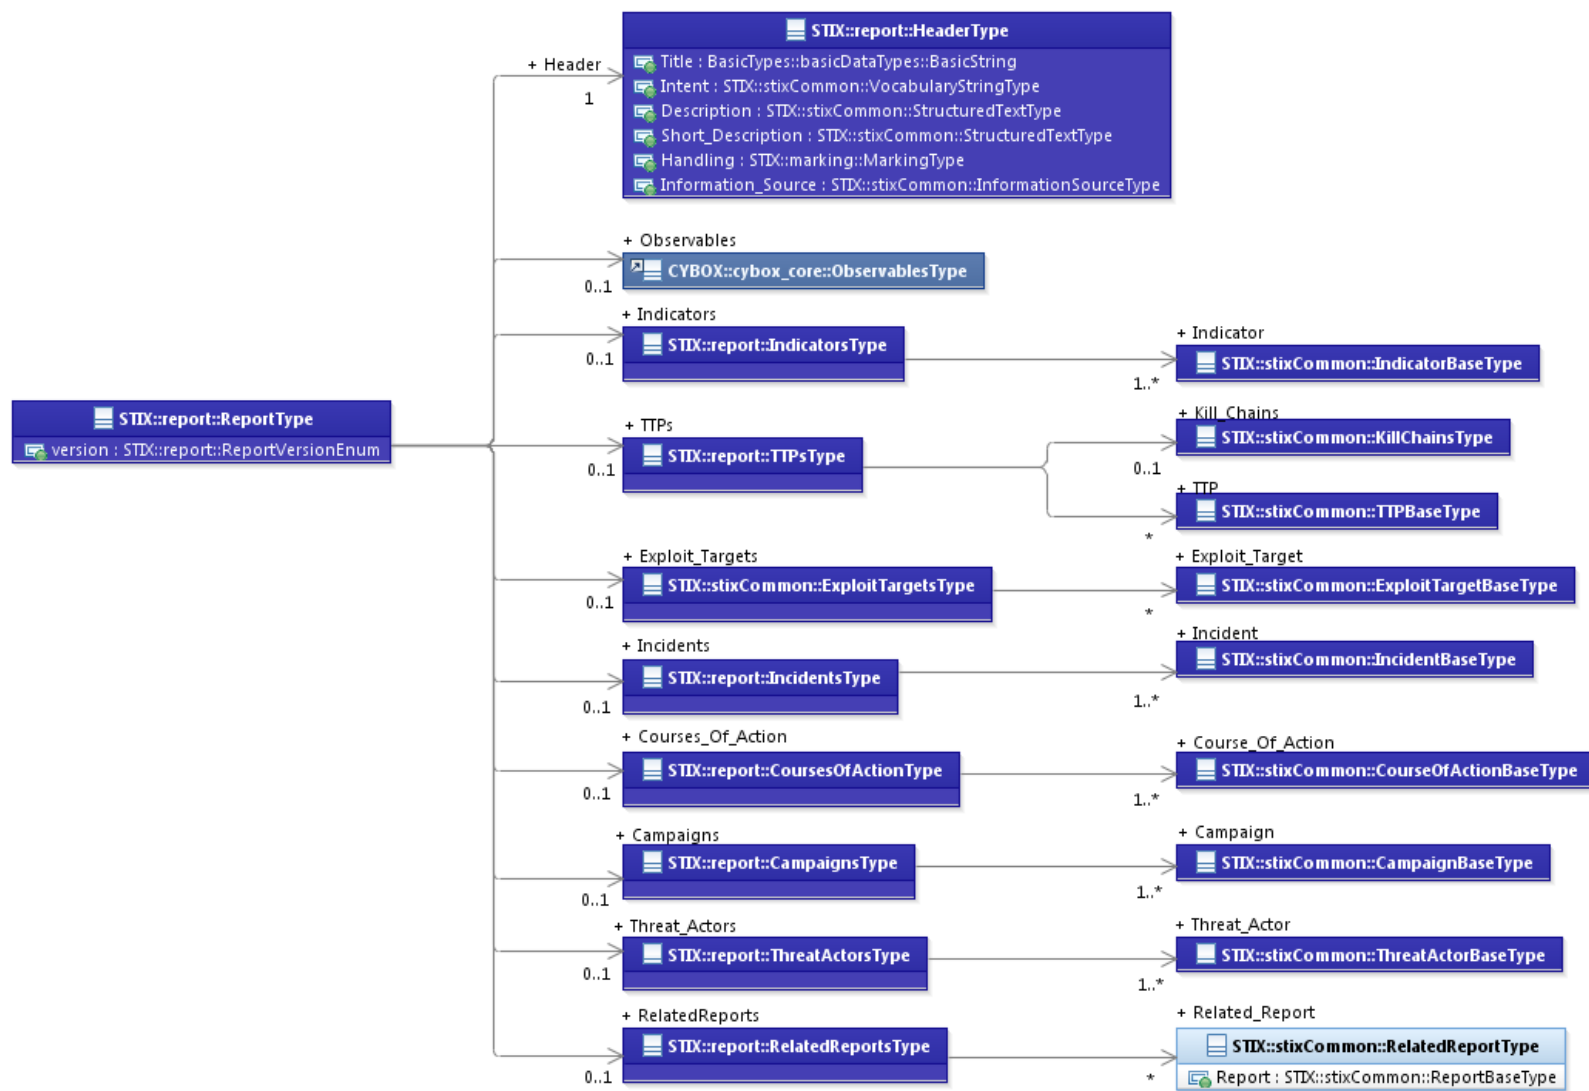 STIX::report::HeaderType
+ Header
1
Title : BasicTypes::basicDataTypes::BasicString
Intent : STIX::stixCommon::VocabularyStringType
Description : STIX::stixCommon::StructuredTextType
Short_Description : STIX::stixCommon::StructuredTextType
Handling : STIX::marking::MarkingType
Information_Source : STIX::stixCommon::InformationSourceType
+ Observables
CYBOX::cybox_core::ObservablesType
0..1
+ Indicators
STIX::report::IndicatorsType
0..1
+ Indicator
STIX::stixCommon::IndicatorBaseType
1..*
STIX::report::ReportType
version : STIX::report::ReportVersionEnum
+ TTPs
STIX::report::TTPsType
0..1
+ Kill_Chains
STIX::stixCommon::KillChainsType
0..1
+ TTP
STIX::stixCommon::TTPBaseType
*
+ Exploit_Targets
STIX::stixCommon::ExploitTargetsType
0..1
+ Exploit_Target
STIX::stixCommon::ExploitTargetBaseType
*
+ Incidents
STIX::report::IncidentsType
0..1
+ Incident
STIX::stixCommon::IncidentBaseType
1..*
+ Courses_Of_Action
STIX::report::CoursesOfActionType
0..1
+ Course_Of_Action
STIX::stixCommon::CourseOfActionBaseType
1..*
+ Campaigns
STIX::report::CampaignsType
0..1
+ Campaign
STIX::stixCommon::CampaignBaseType
1..*
+ Threat_Actors
STIX::report::ThreatActorsType
0..1
+ Threat_Actor
STIX::stixCommon::ThreatActorBaseType
1..*
+ RelatedReports
STIX::report::RelatedReportsType
0..1
+ Related_Report
STIX::stixCommon::RelatedReportType
*
Report : STIX::stixCommon::ReportBaseType